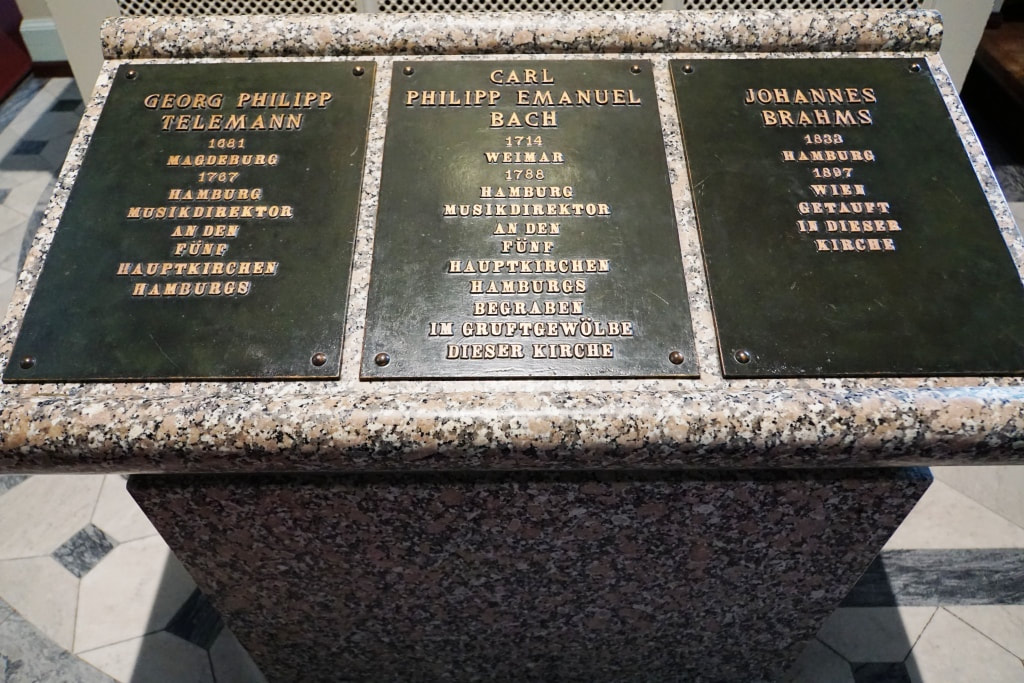 GEORG PHILIPP
TELEMANN
1681
MAGDEBURG
1767
HAMBURG
MUSIKDIREKTOR
AN DEN
FÜNF
HAUPTKIRCHEN
HAMBURGS
CARL
PHILIPP EMANUEL
BACH
1714
WEIMAR
1788
HAMBURG
MUSIKDIREKTOR
AN DEN
FÜNF
HAUPTKIRCHEN
HAMBURGS
BEGRABEN
IM GRUFTGEWÖLBE
DIESER KIRCHE
JOHANNES
BRAHMS
1833
HAMBURG
1897
WIEN
GETAUFT
IN DIESER
KIRCHE